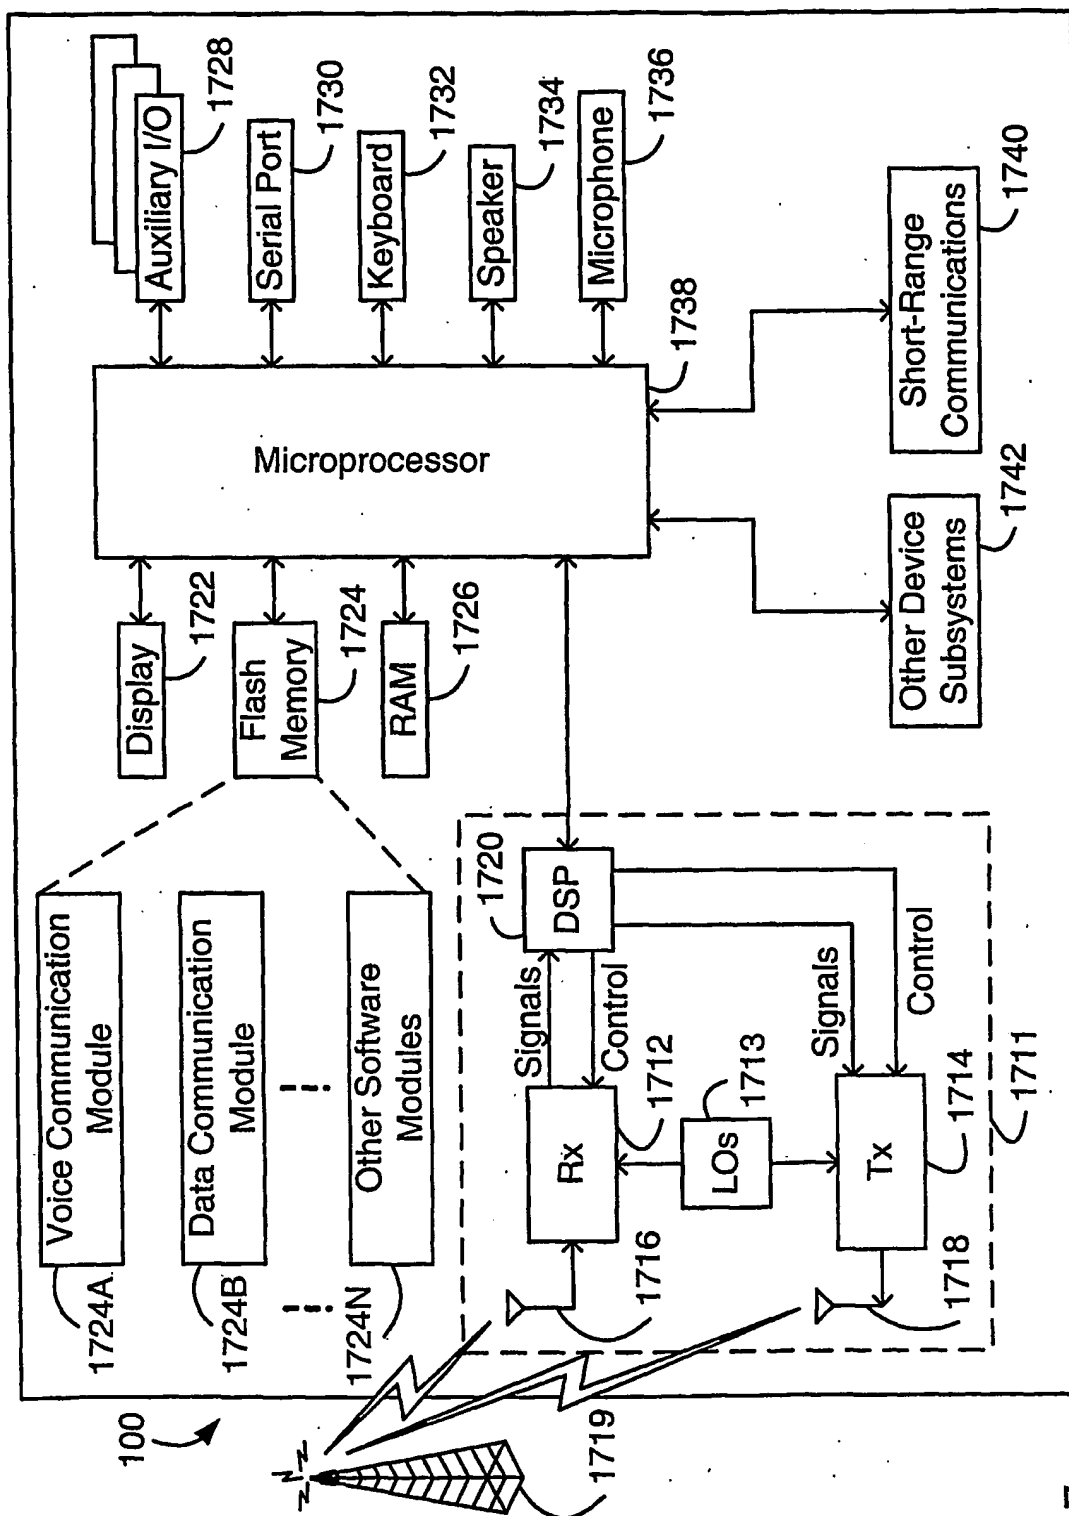 100
1719
Voice Communication
Module
1724A
Data Communication
Module
1724B
Other Software
Modules
1724N
Display
1722
Flash
Memory
1724
RAM
1726
Microprocessor
1738
Auxiliary I/O
1728
Serial Port
1730
Keyboard
1732
Speaker
1734
Microphone
1736
Short-Range
Communications
1740
Other Device
Subsystems
1742
DSP
1720
Signals
Control
Rx
1712
LOs
1713
Signals
Control
Tx
1714
1716
1718
1711